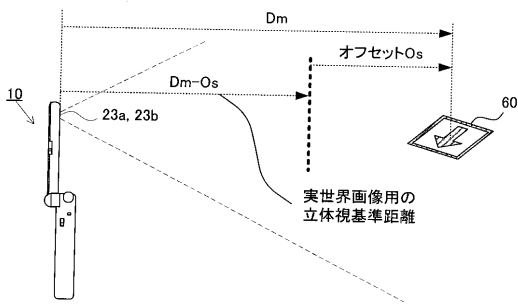 Dm
オフセットOs
Dm-Os
10
23a, 23b
60
実世界画像用の
立体視基準距離